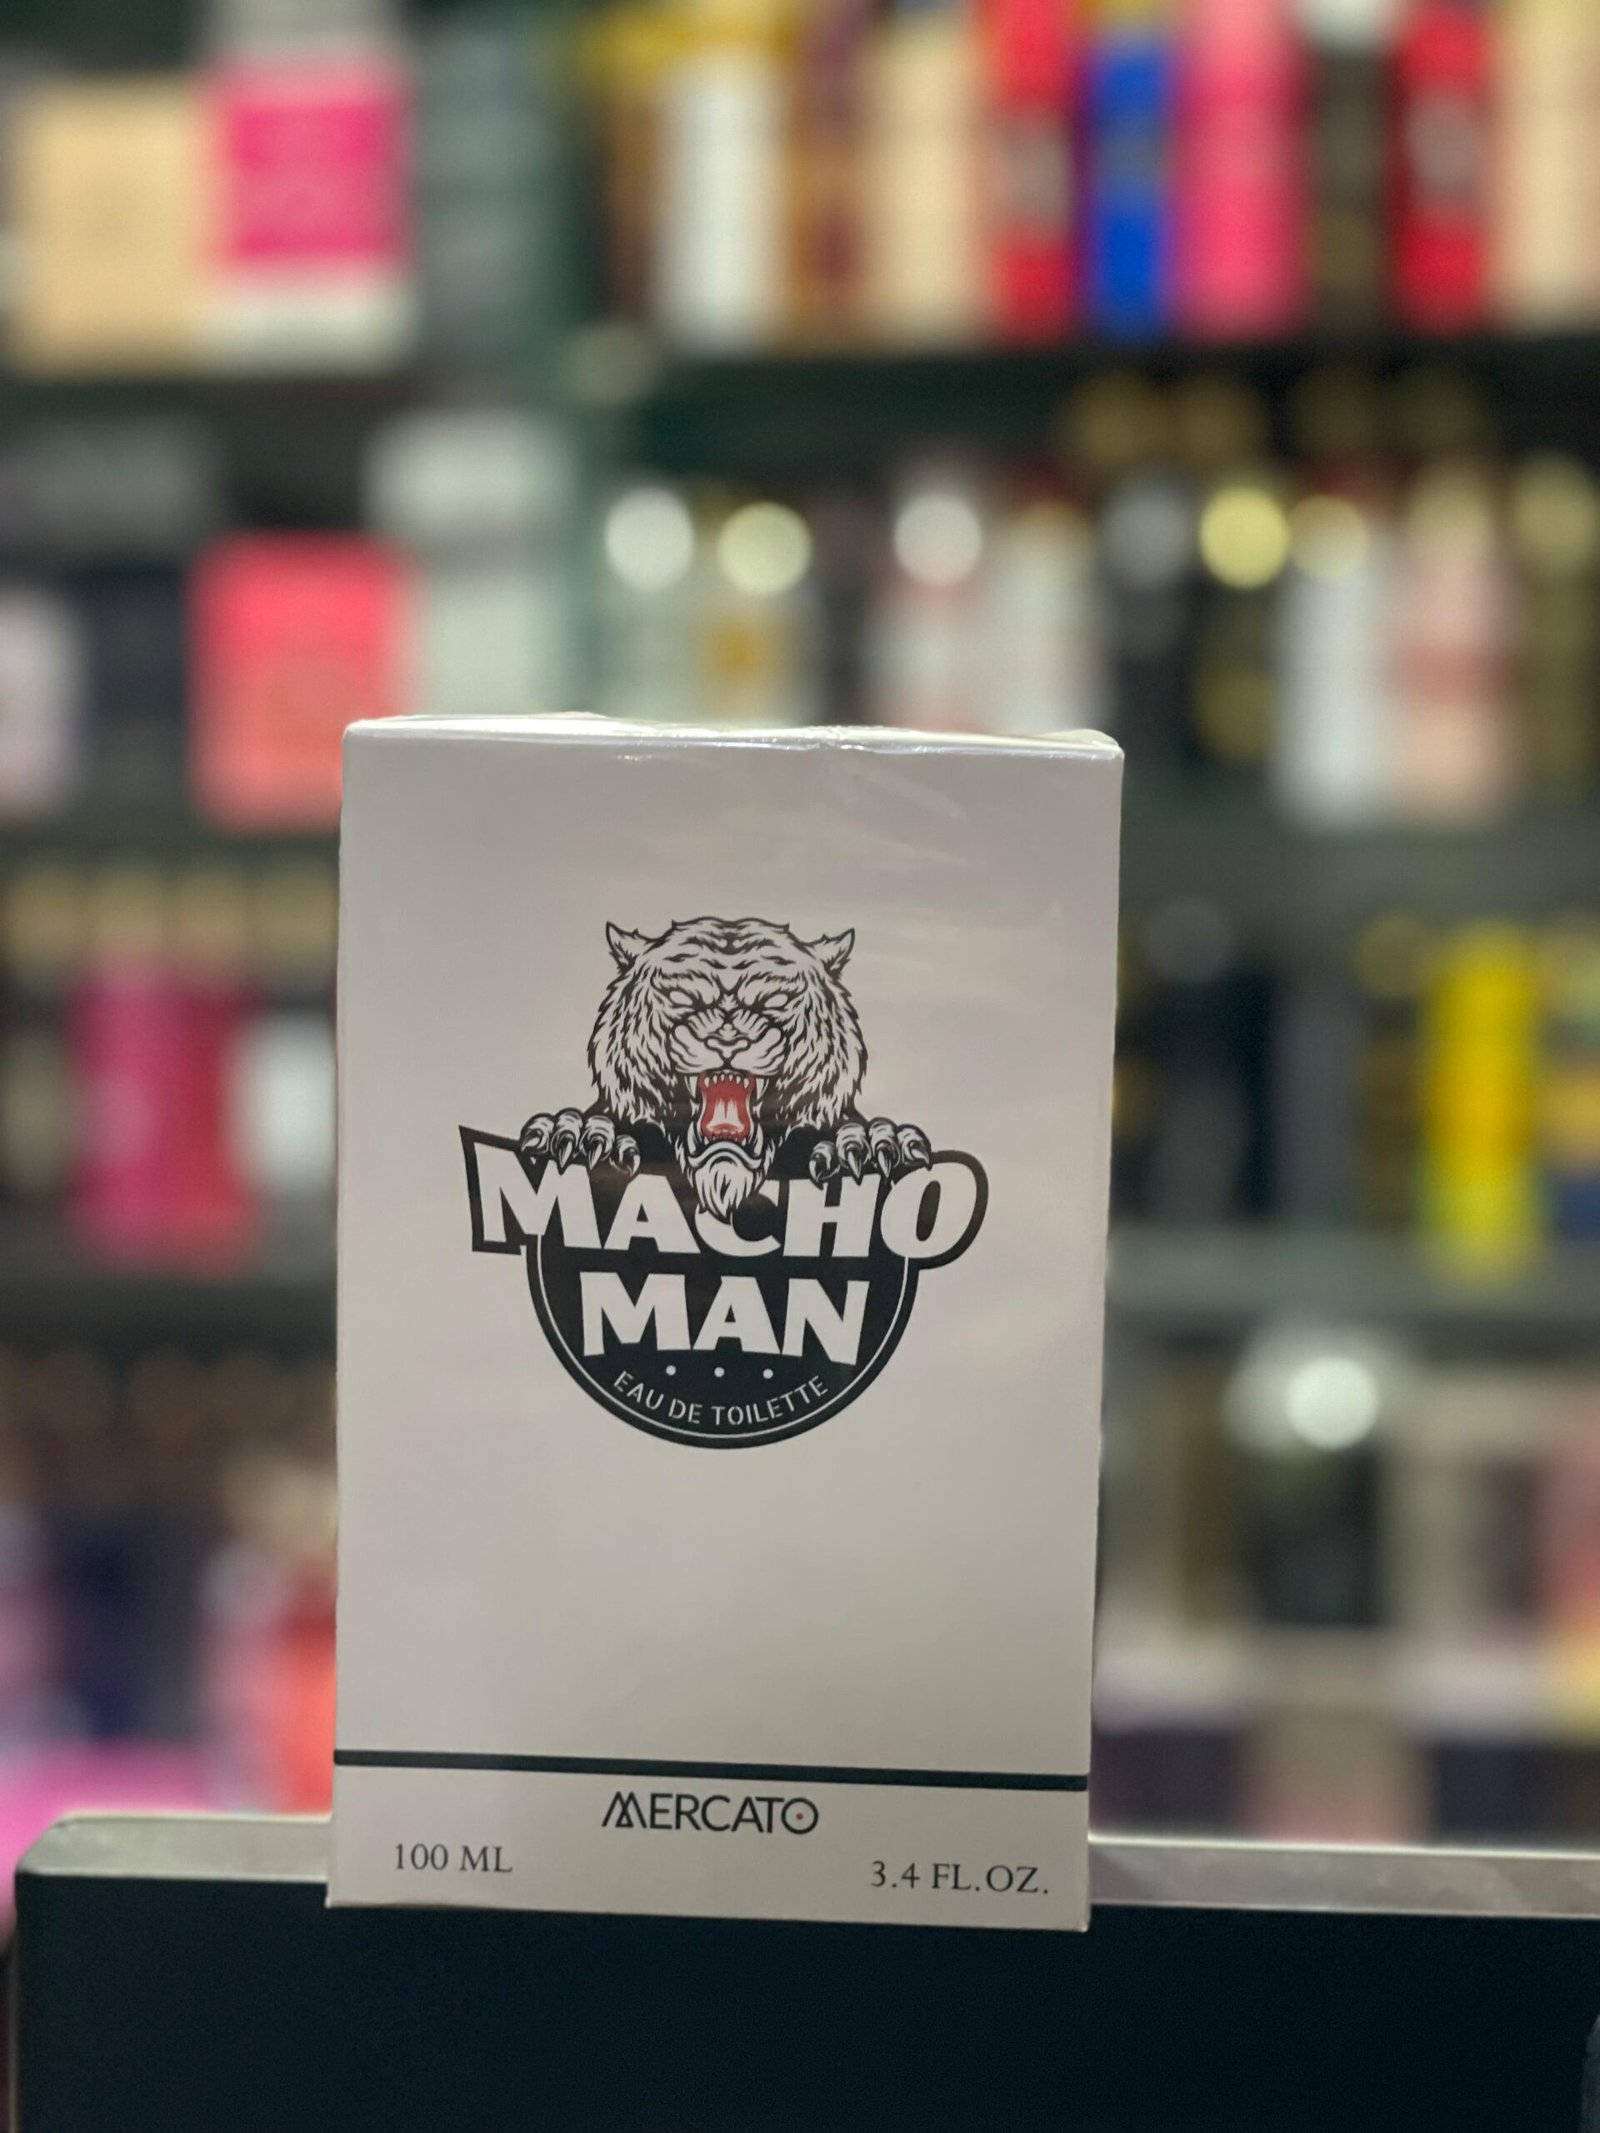 MACHO
MAN
EAU DE TOILETTE
MERCATO
100 ML
3.4 FL.OZ.